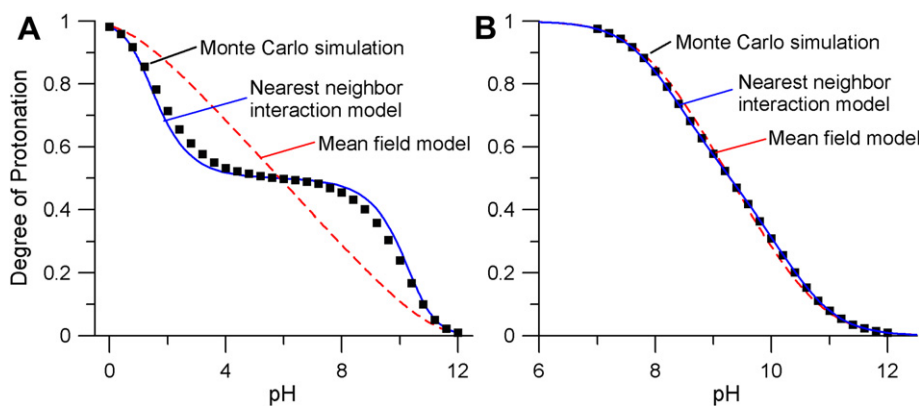 A
Monte Carlo simulation
Nearest neighbor
interaction model
Mean field model
Degree of Protonation
1
0.8
0.6
0.4
0.2
0
0
4
8
12
pH
B
Monte Carlo simulation
Nearest neighbor
interaction model
Mean field model
1
0.8
0.6
0.4
0.2
0
6
8
10
12
pH